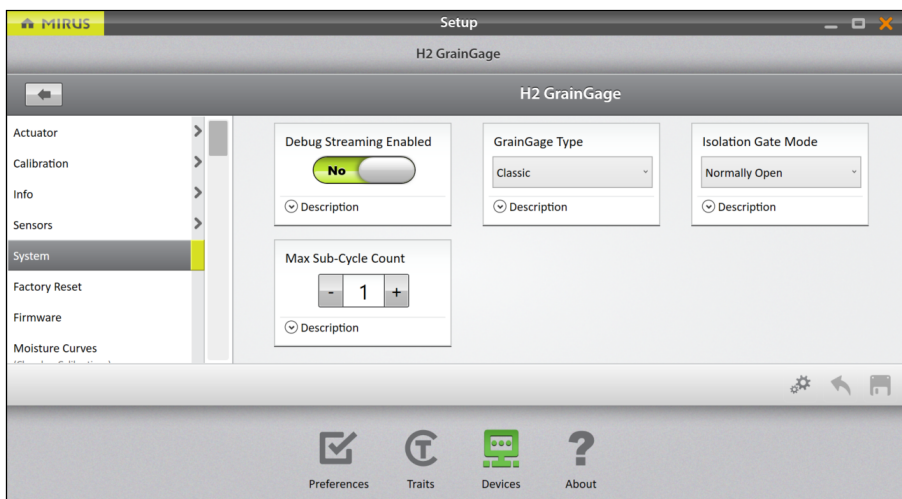 MIRUS
Setup
H2 GrainGage
H2 GrainGage
Actuator
Calibration
Info
Sensors
System
Factory Reset
Firmware
Moisture Curves
Debug Streaming Enabled
No
Description
GrainGage Type
Classic
Description
Isolation Gate Mode
Normally Open
Description
Max Sub-Cycle Count
- 1 +
Description
Preferences
Traits
Devices
About